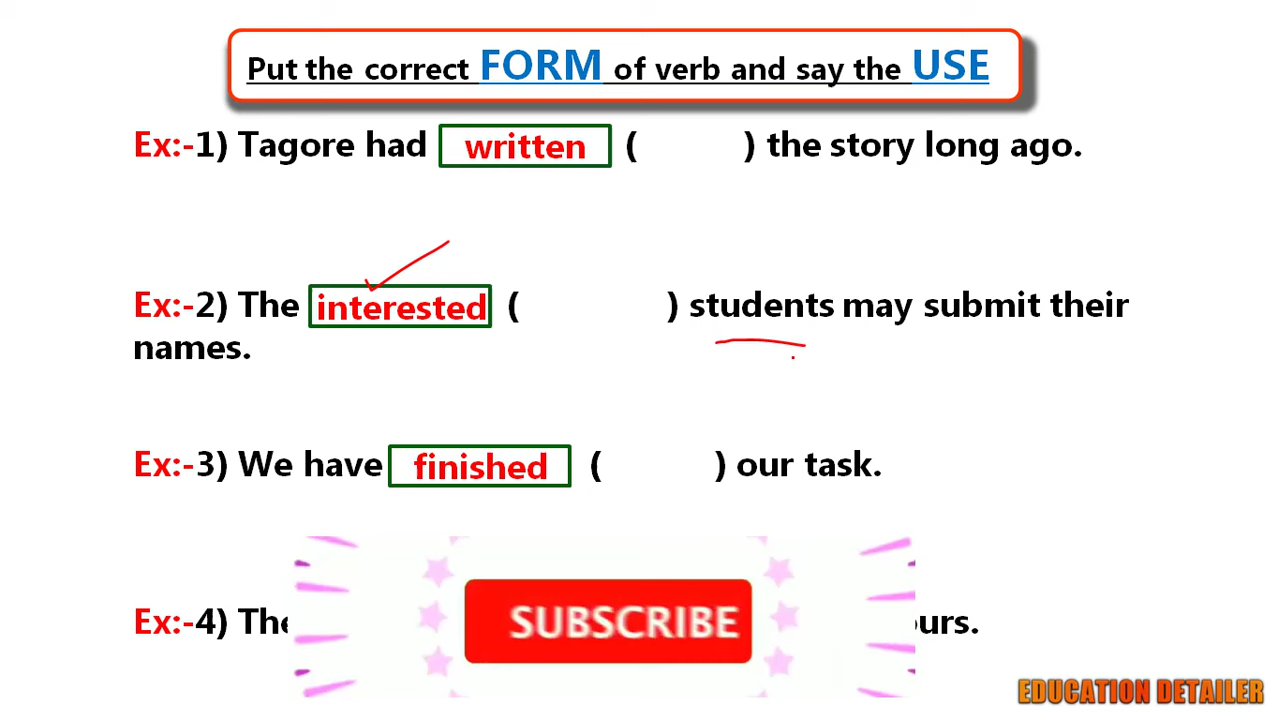 Put the correct FORM of verb and say the USE
Ex:-1) Tagore had written ( ) the story long ago.
Ex:-2) The interested ( ) students may submit their
names.
Ex:-3) We have finished ( ) our task.
Ex:-4) The
SUBSCRIBE
EDUCATION DETAILER